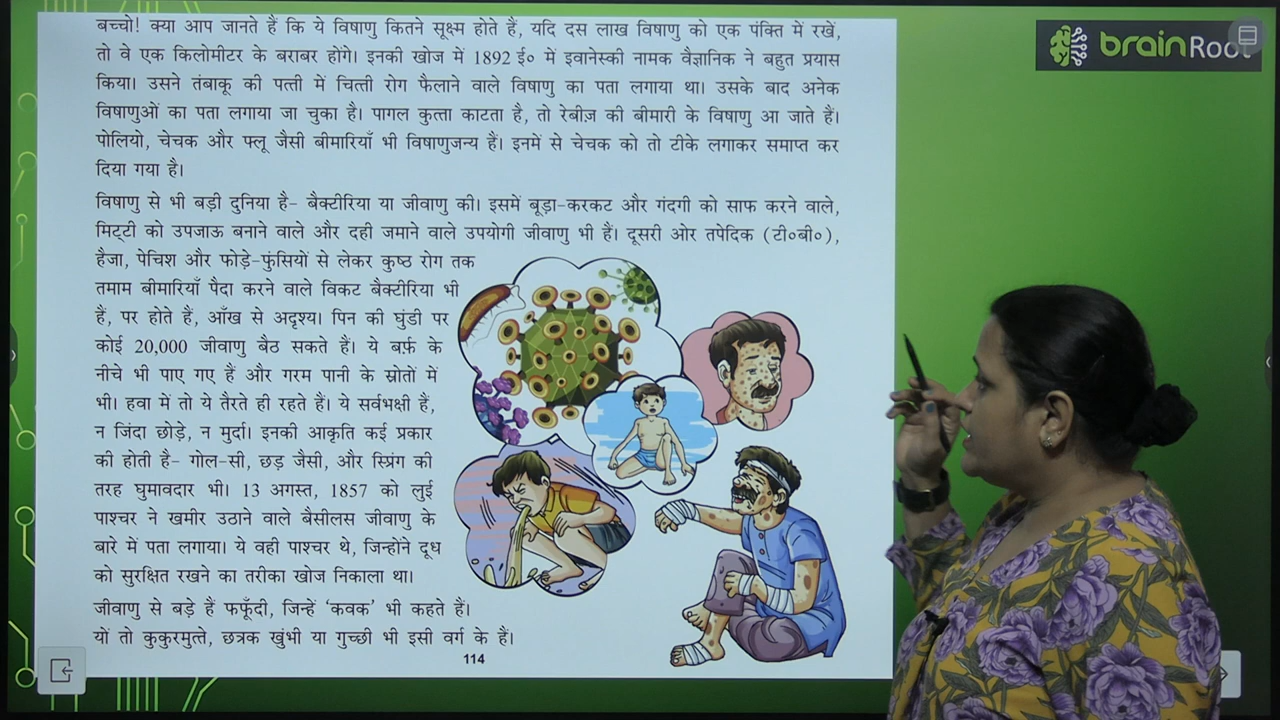 बच्चो! क्या आप जानते हैं कि ये विषाणु कितने सूक्ष्म होते हैं, यदि दस लाख विषाणु को एक पंक्ति में रखें,
तो वे एक किलोमीटर के बराबर होंगे। इनकी खोज में 1892 ई० में इवानेस्की नामक वैज्ञानिक ने बहुत प्रयास
किया। उसने तंबाकू की पत्ती में चित्ती रोग फैलाने वाले विषाणु का पता लगाया था। उसके बाद अनेक
विषाणुओं का पता लगाया जा चुका है। पागल कुत्ता काटता है, तो रेबीज़ की बीमारी के विषाणु आ जाते हैं।
पोलियो, चेचक और फ्लू जैसी बीमारियाँ भी विषाणुजन्य हैं। इनमें से चेचक को तो टीके लगाकर समाप्त कर
दिया गया है।
विषाणु से भी बड़ी दुनिया है- बैक्टीरिया या जीवाणु की। इसमें बूड़ा-करकट और गंदगी को साफ करने वाले,
मिट्टी को उपजाऊ बनाने वाले और दही जमाने वाले उपयोगी जीवाणु भी हैं। दूसरी ओर तपेदिक (टी०बी०),
हैजा, पेचिश और फोड़े-फुंसियों से लेकर कुष्ठ रोग तक
तमाम बीमारियाँ पैदा करने वाले विकट बैक्टीरिया भी
हैं, पर होते हैं, आँख से अदृश्य। पिन की घुंडी पर
कोई 20,000 जीवाणु बैठ सकते हैं। ये बर्फ़ के
नीचे भी पाए गए हैं और गरम पानी के स्रोतों में
भी। हवा में तो ये तैरते ही रहते हैं। ये सर्वभक्षी हैं,
न जिंदा छोड़े, न मुर्दा। इनकी आकृति कई प्रकार
की होती है- गोल-सी, छड़ जैसी, और स्प्रिंग की
तरह घुमावदार भी। 13 अगस्त, 1857 को लुई
पाश्चर ने खमीर उठाने वाले बैसीलस जीवाणु के
बारे में पता लगाया। ये वही पाश्चर थे, जिन्होंने दूध
को सुरक्षित रखने का तरीका खोज निकाला था।
जीवाणु से बड़े हैं फफूँदी, जिन्हें ‘कवक’ भी कहते हैं।
यों तो कुकुरमुत्ते, छत्रक खुंभी या गुच्छी भी इसी वर्ग के हैं।
114
brainRoot